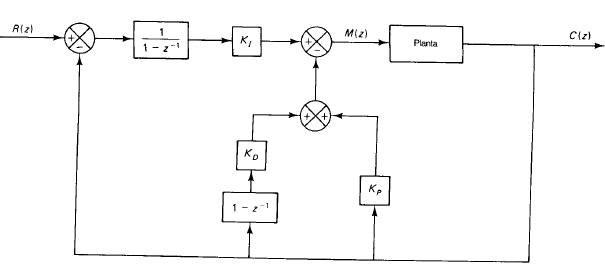 R(z)
+
−
1
1 − z⁻¹
K_I
+
−
M(z)
Planta
C(z)
+
+
K_D
1 − z⁻¹
K_P